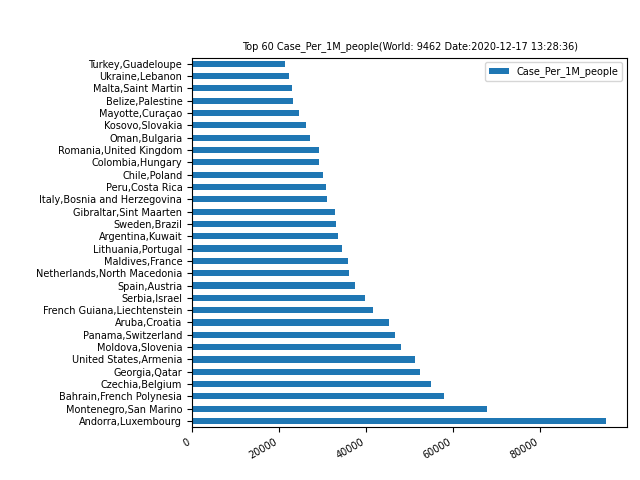 Top 60 Case_Per_1M_people(World: 9462 Date:2020-12-17 13:28:36)
Case_Per_1M_people
Turkey,Guadeloupe
Ukraine,Lebanon
Malta,Saint Martin
Belize,Palestine
Mayotte,Curaçao
Kosovo,Slovakia
Oman,Bulgaria
Romania,United Kingdom
Colombia,Hungary
Chile,Poland
Peru,Costa Rica
Italy,Bosnia and Herzegovina
Gibraltar,Sint Maarten
Sweden,Brazil
Argentina,Kuwait
Lithuania,Portugal
Maldives,France
Netherlands,North Macedonia
Spain,Austria
Serbia,Israel
French Guiana,Liechtenstein
Aruba,Croatia
Panama,Switzerland
Moldova,Slovenia
United States,Armenia
Georgia,Qatar
Czechia,Belgium
Bahrain,French Polynesia
Montenegro,San Marino
Andorra,Luxembourg
0
20000
40000
60000
80000